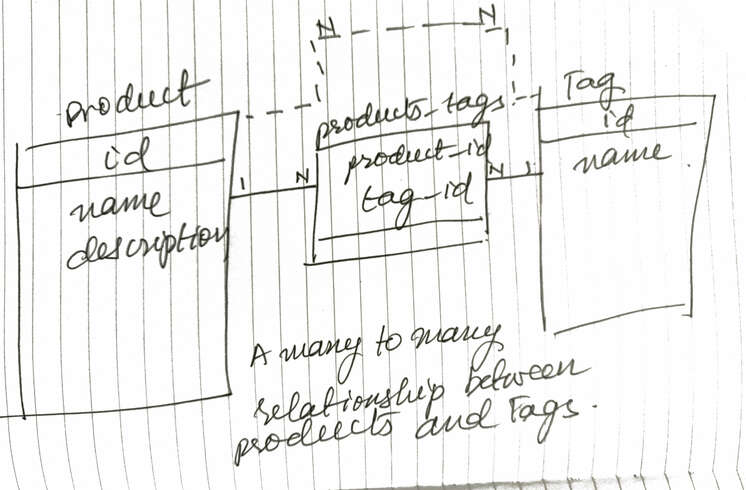 N N
product
products_tags
Tag
id
name
description
1 N
product_id
tag_id
N 1
id
name
A many to many
relationship between
products and Tags.